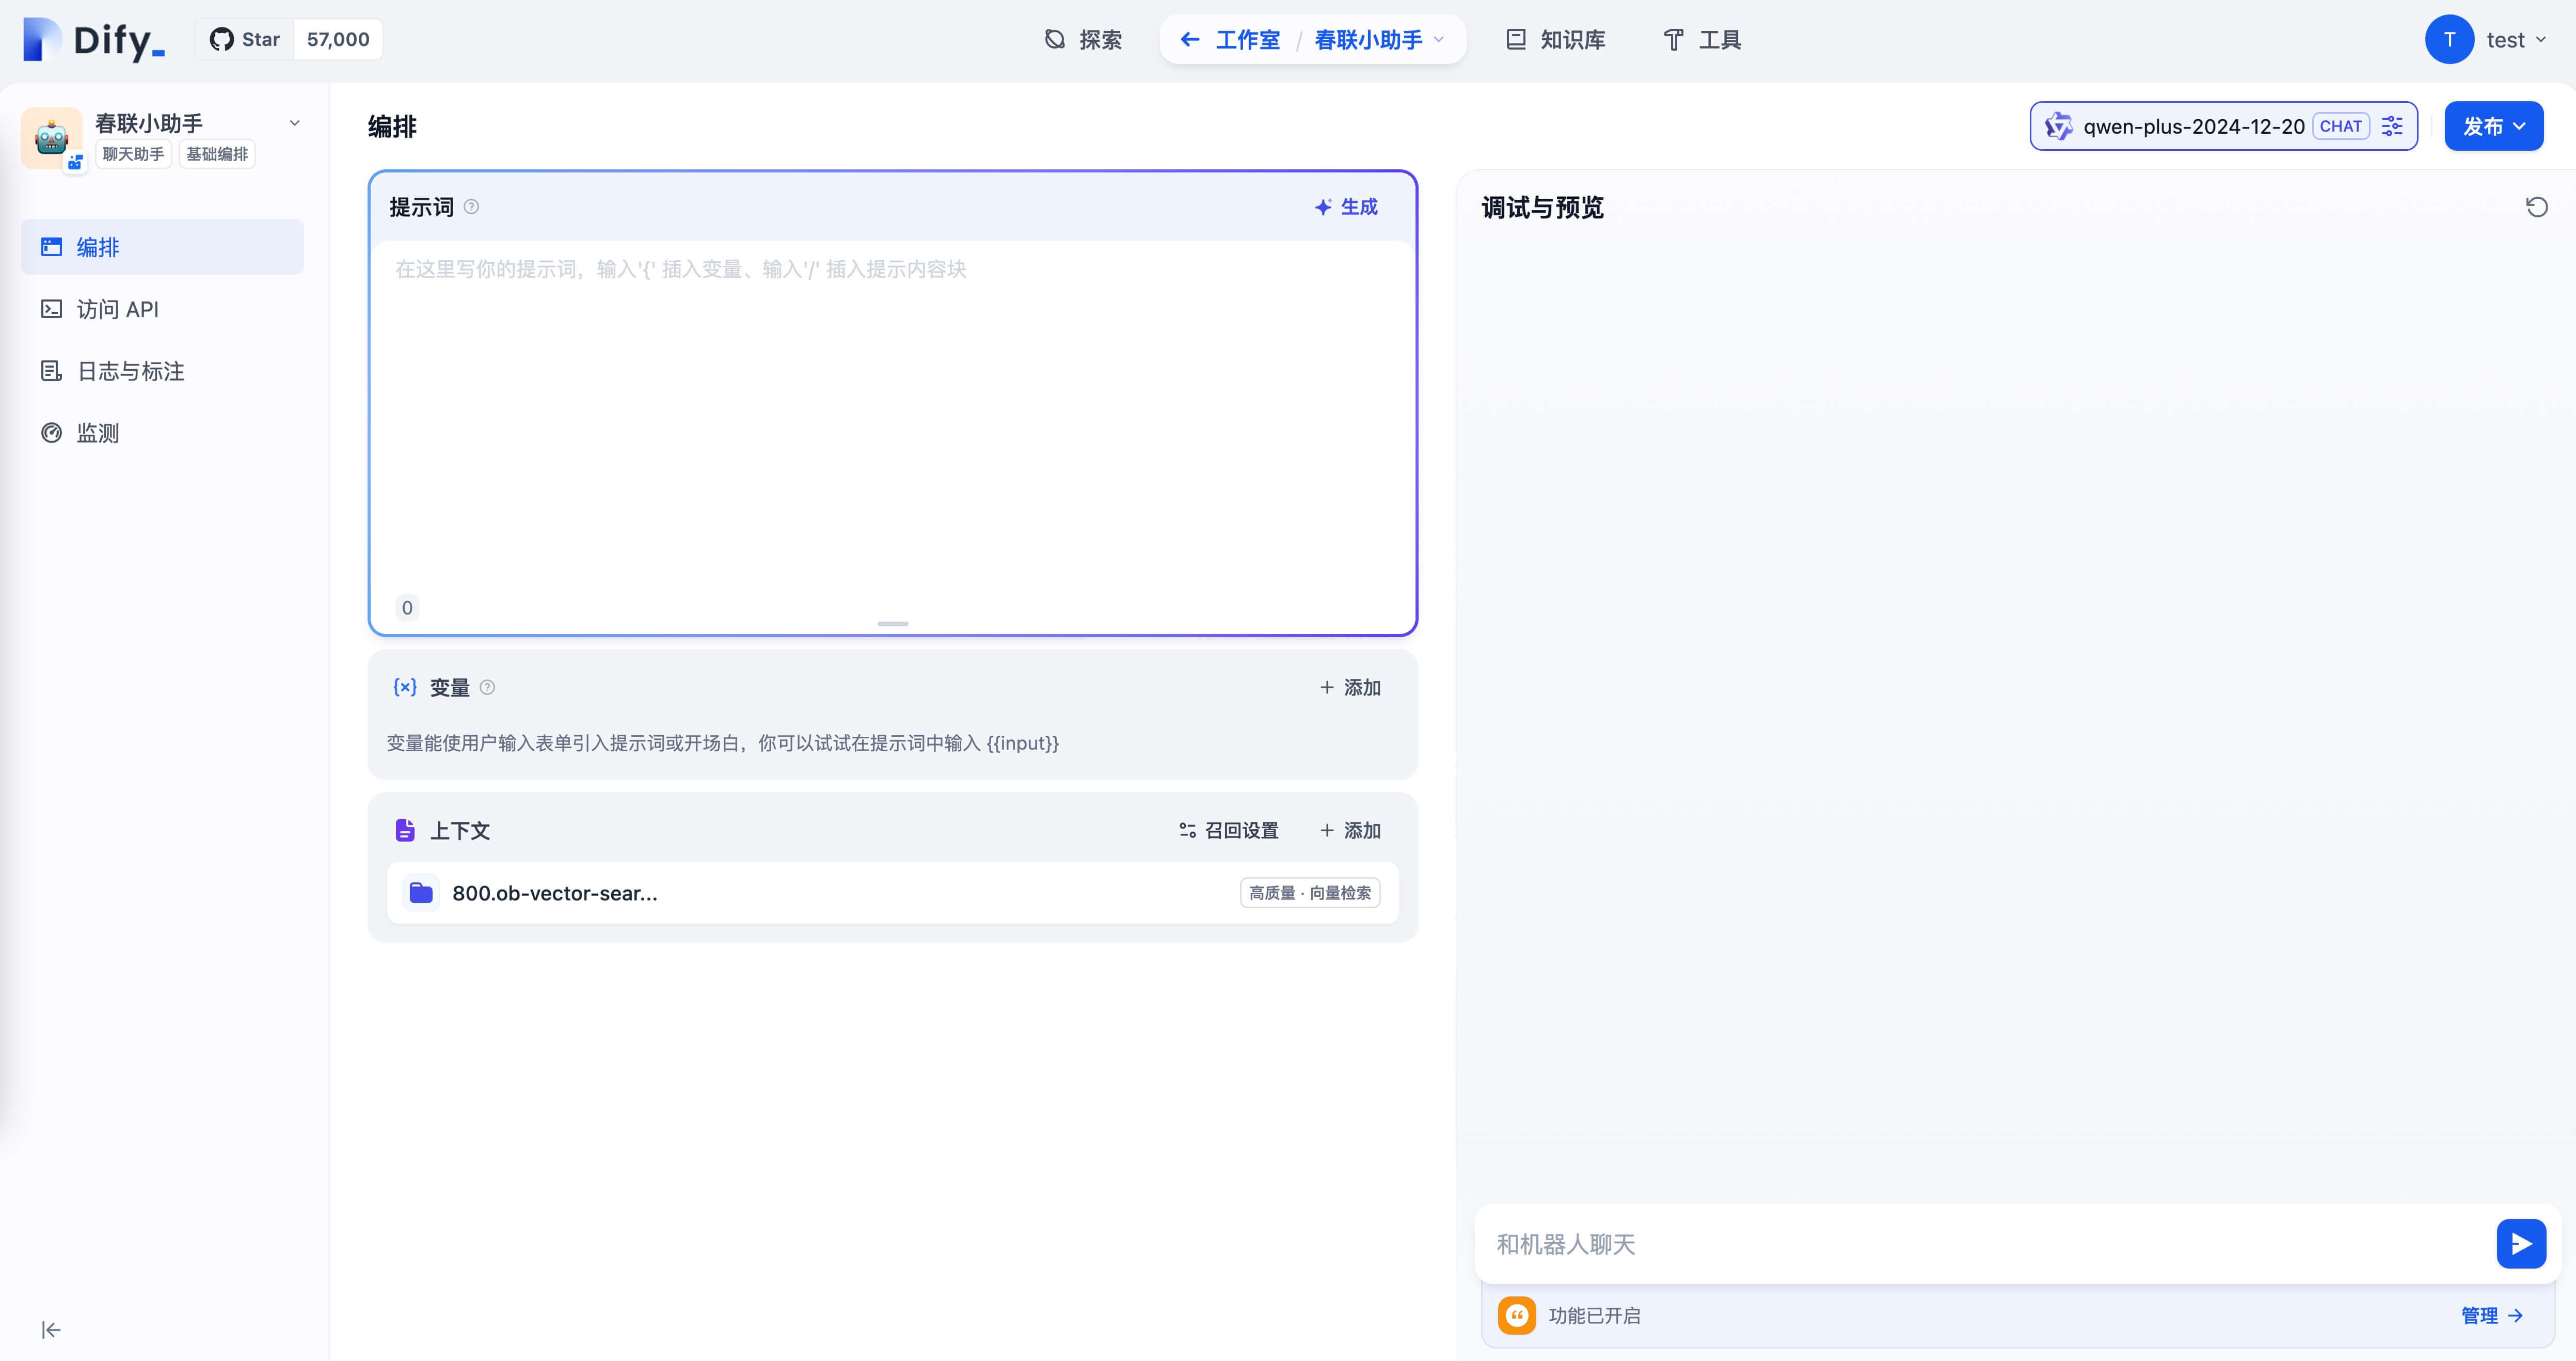 Dify_
Star 57,000
探索
工作室 / 春联小助手
知识库
工具
T test
春联小助手
聊天助手 基础编排
编排
访问 API
日志与标注
监测
编排
qwen-plus-2024-12-20 CHAT
发布
提示词
生成
在这里写你的提示词，输入'{' 插入变量、输入'/' 插入提示内容块
0
{x} 变量
+ 添加
变量能使用户输入表单引入提示词或开场白，你可以试试在提示词中输入 {{input}}
上下文
召回设置
+ 添加
800.ob-vector-sear...
高质量 · 向量检索
调试与预览
和机器人聊天
功能已开启
管理 →